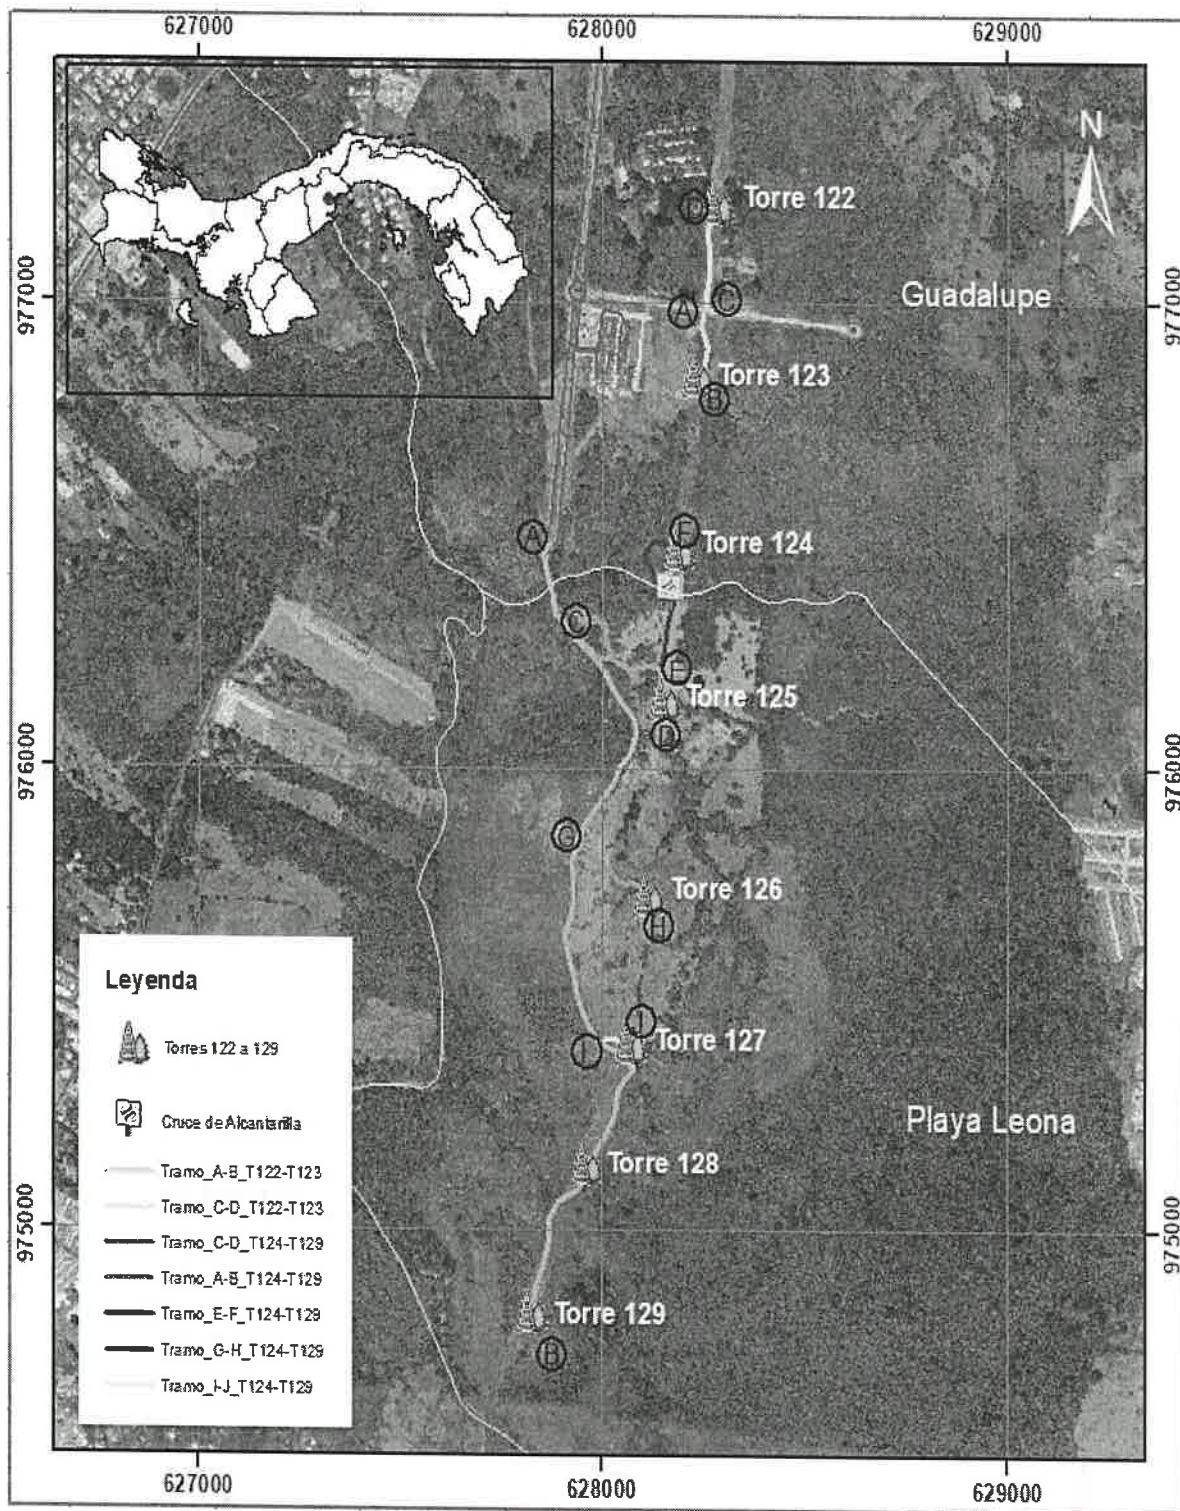 627000
628000
629000
N
D
Torre 122
977000
977000
A
C
Guadalupe
Torre 123
B
A
F
Torre 124
C
E
Torre 125
D
976000
976000
G
Torre 126
H
Leyenda
Torres 122 a 129
Cruce de Alcantarilla
Tramo_A-B_T122-T123
Tramo_C-D_T122-T123
Tramo_C-D_T124-T129
Tramo_A-B_T124-T129
Tramo_E-F_T124-T129
Tramo_G-H_T124-T129
Tramo_I-J_T124-T129
J
I
Torre 127
Playa Leona
Torre 128
975000
975000
Torre 129
B
627000
628000
629000